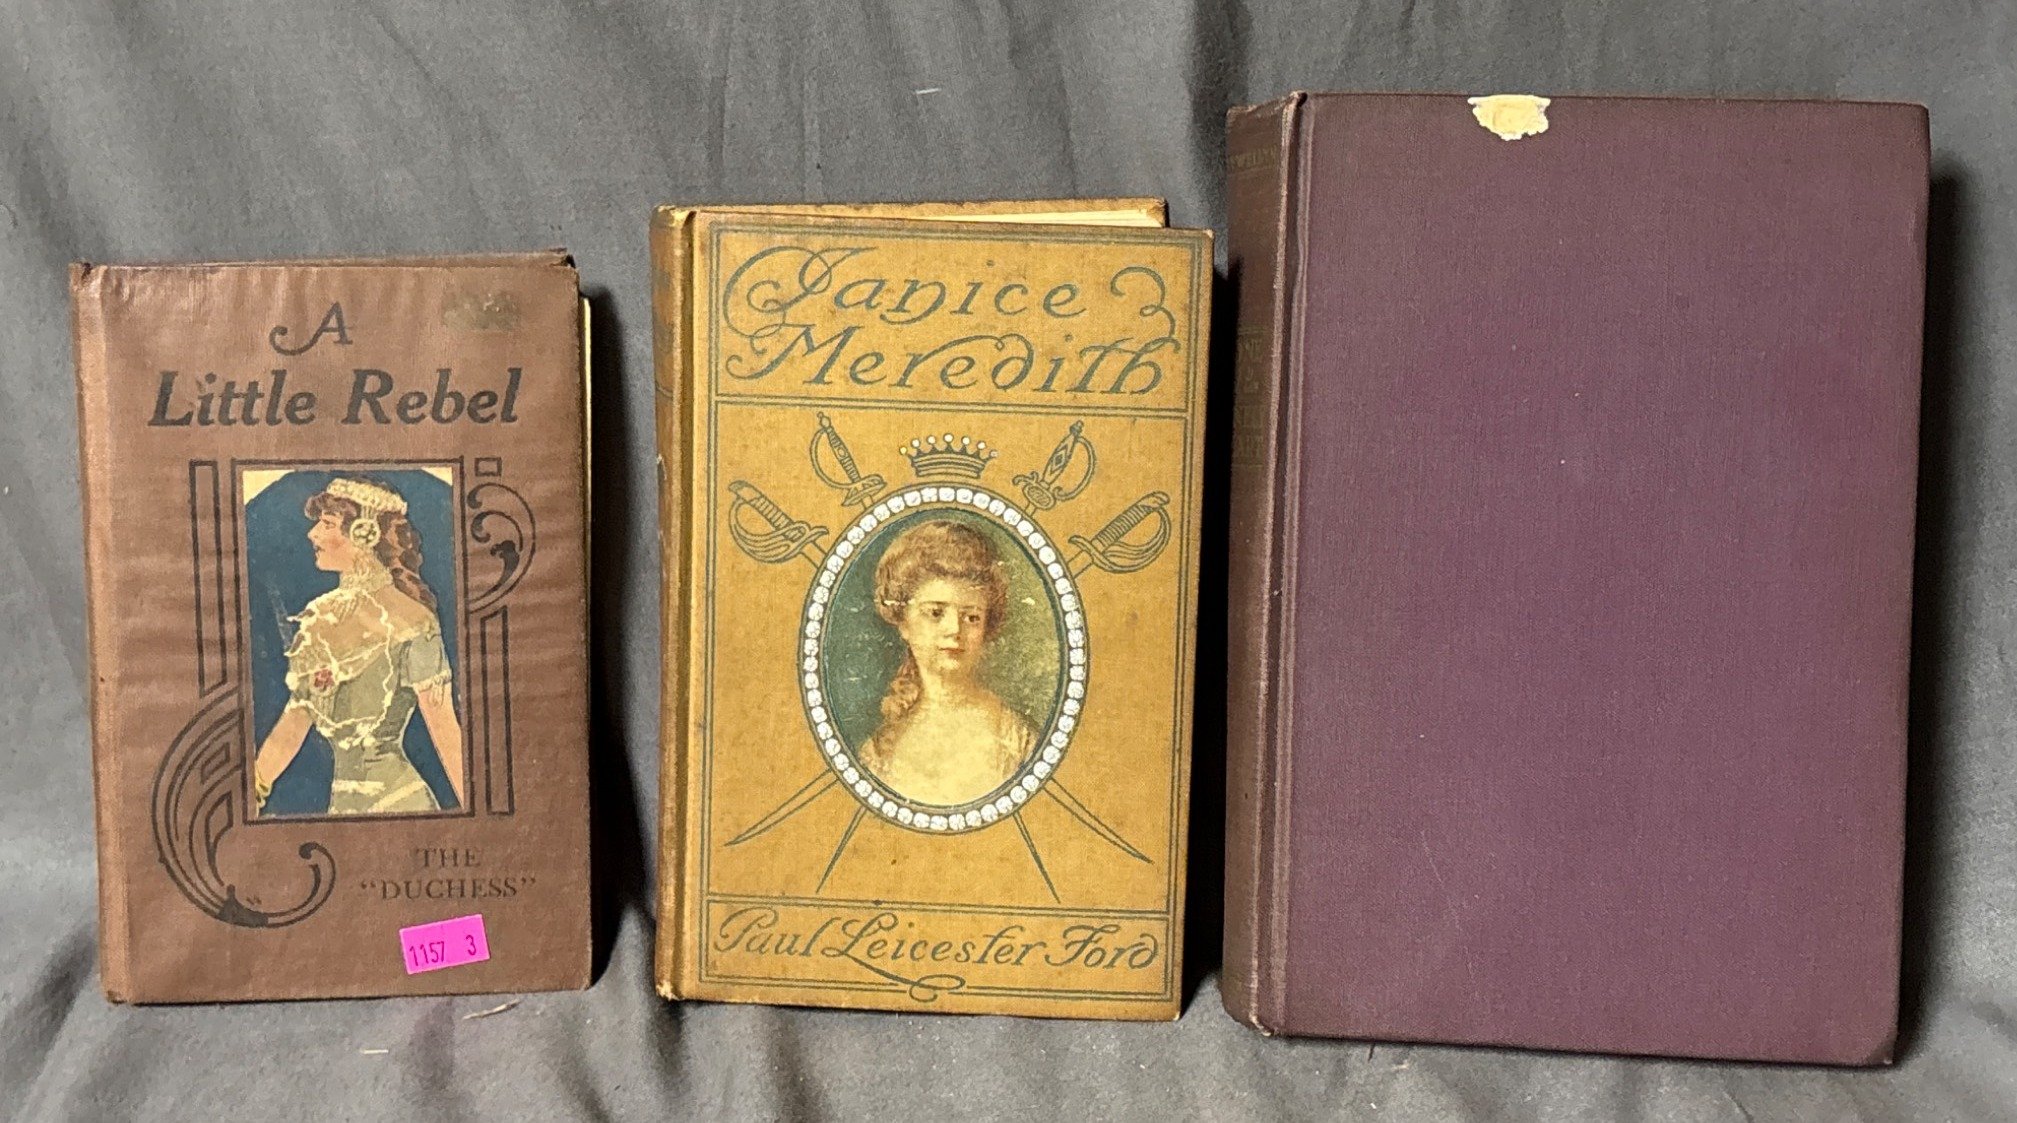 A
Little Rebel
THE
"DUCHESS"
1157 3
Janice
Meredith
Paul Leicester Ford